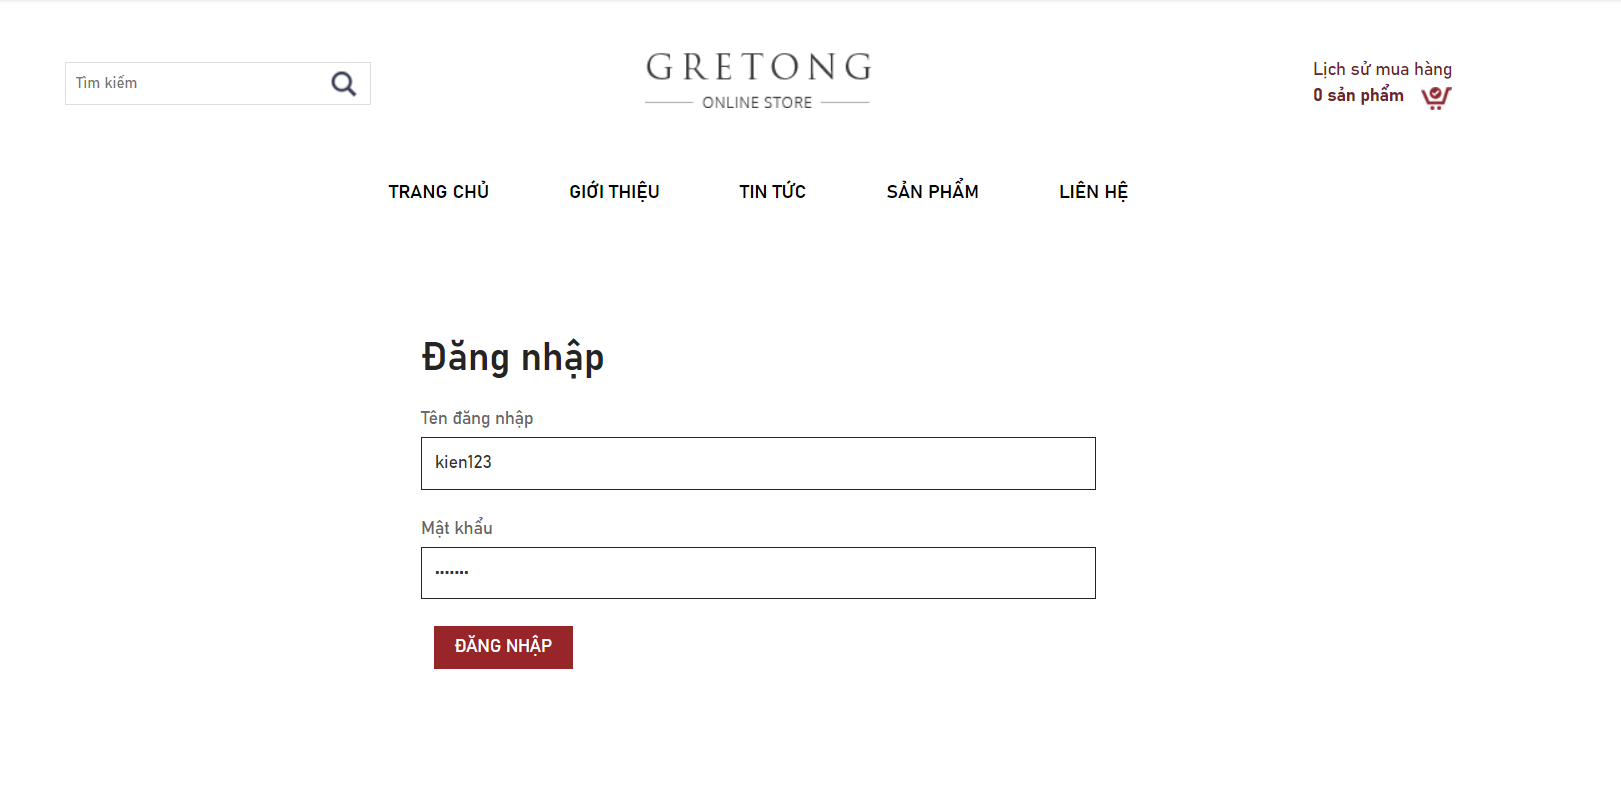 Tìm kiếm
GRETONG
ONLINE STORE
Lịch sử mua hàng
0 sản phẩm
TRANG CHỦ
GIỚI THIỆU
TIN TỨC
SẢN PHẨM
LIÊN HỆ
Đăng nhập
Tên đăng nhập
kien123
Mật khẩu
•••••••
ĐĂNG NHẬP